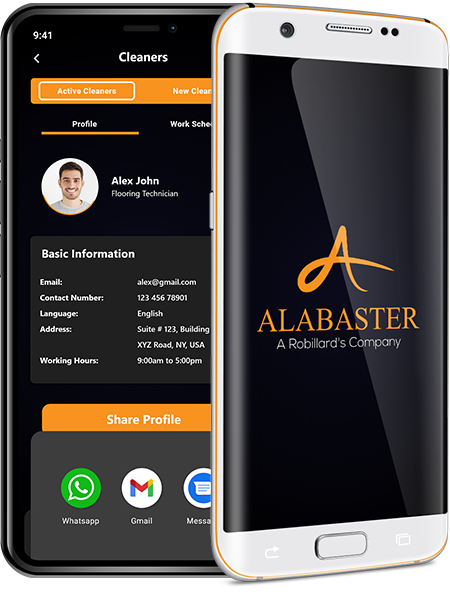 9:41
Cleaners
Active Cleaners
New Clean
Profile
Work Sche
Alex John
Flooring Technician
Basic Information
Email: alex@gmail.com
Contact Number: 123 456 78901
Language: English
Address: Suite # 123, Building
XYZ Road, NY, USA
Working Hours: 9:00am to 5:00pm
Share Profile
Whatsapp
Gmail
Messa
ALABASTER
A Robillard's Company